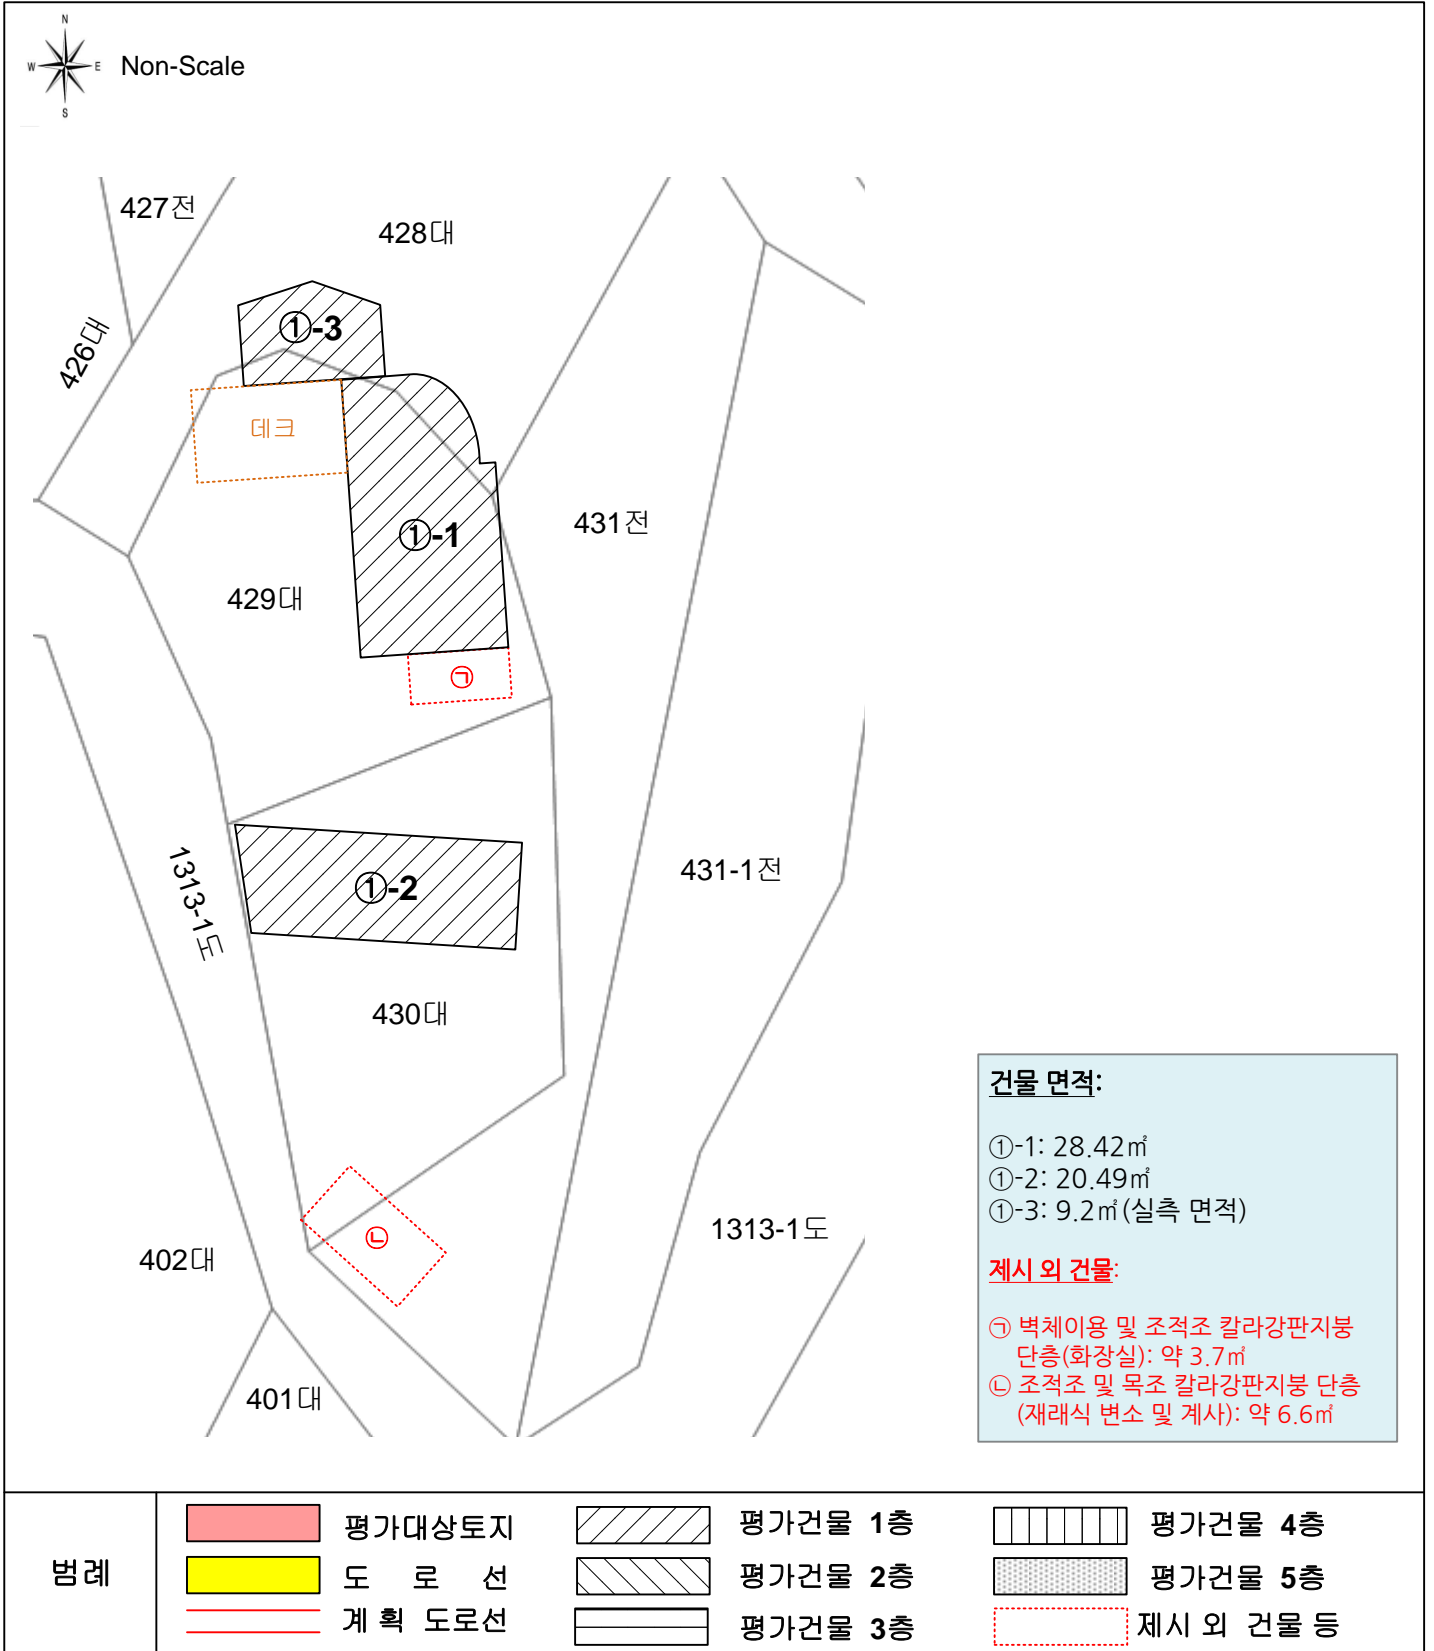 N
W E
S
Non-Scale
427전
428대
426대
①-3
데크
431전
①-1
429대
㉠
1313-1도
431-1전
①-2
430대
건물 면적:
①-1: 28.42㎡
①-2: 20.49㎡
①-3: 9.2㎡(실측 면적)
제시 외 건물:
㉠ 벽체이용 및 조적조 칼라강판지붕
단층(화장실): 약 3.7㎡
㉡ 조적조 및 목조 칼라강판지붕 단층
(재래식 변소 및 계사): 약 6.6㎡
㉡
1313-1도
402대
401대
범례
평가대상토지
도 로 선
계 획 도로선
평가건물 1층
평가건물 2층
평가건물 3층
평가건물 4층
평가건물 5층
제시 외 건물 등